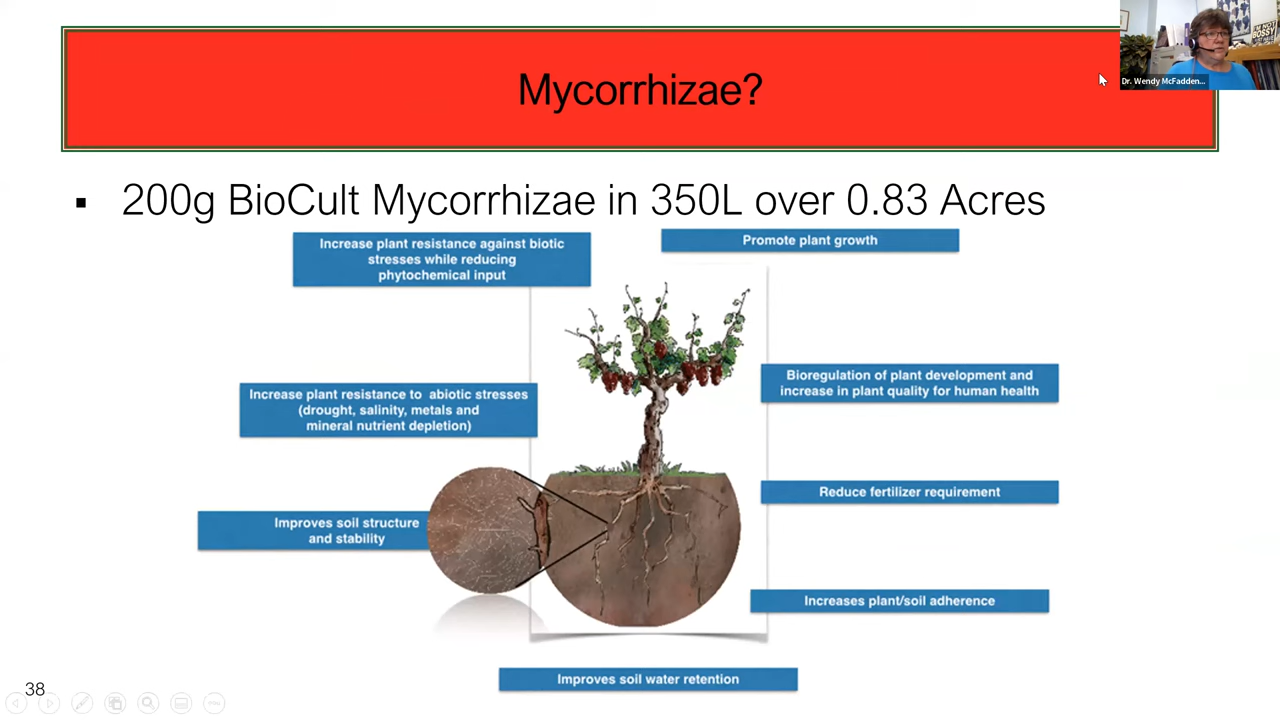 Mycorrhizae?
I'M NOT
BOSSY
Dr. Wendy McFadden...
▪ 200g BioCult Mycorrhizae in 350L over 0.83 Acres
Increase plant resistance against biotic
stresses while reducing
phytochemical input
Promote plant growth
Increase plant resistance to abiotic stresses
(drought, salinity, metals and
mineral nutrient depletion)
Bioregulation of plant development and
increase in plant quality for human health
Improves soil structure
and stability
Reduce fertilizer requirement
Increases plant/soil adherence
Improves soil water retention
38